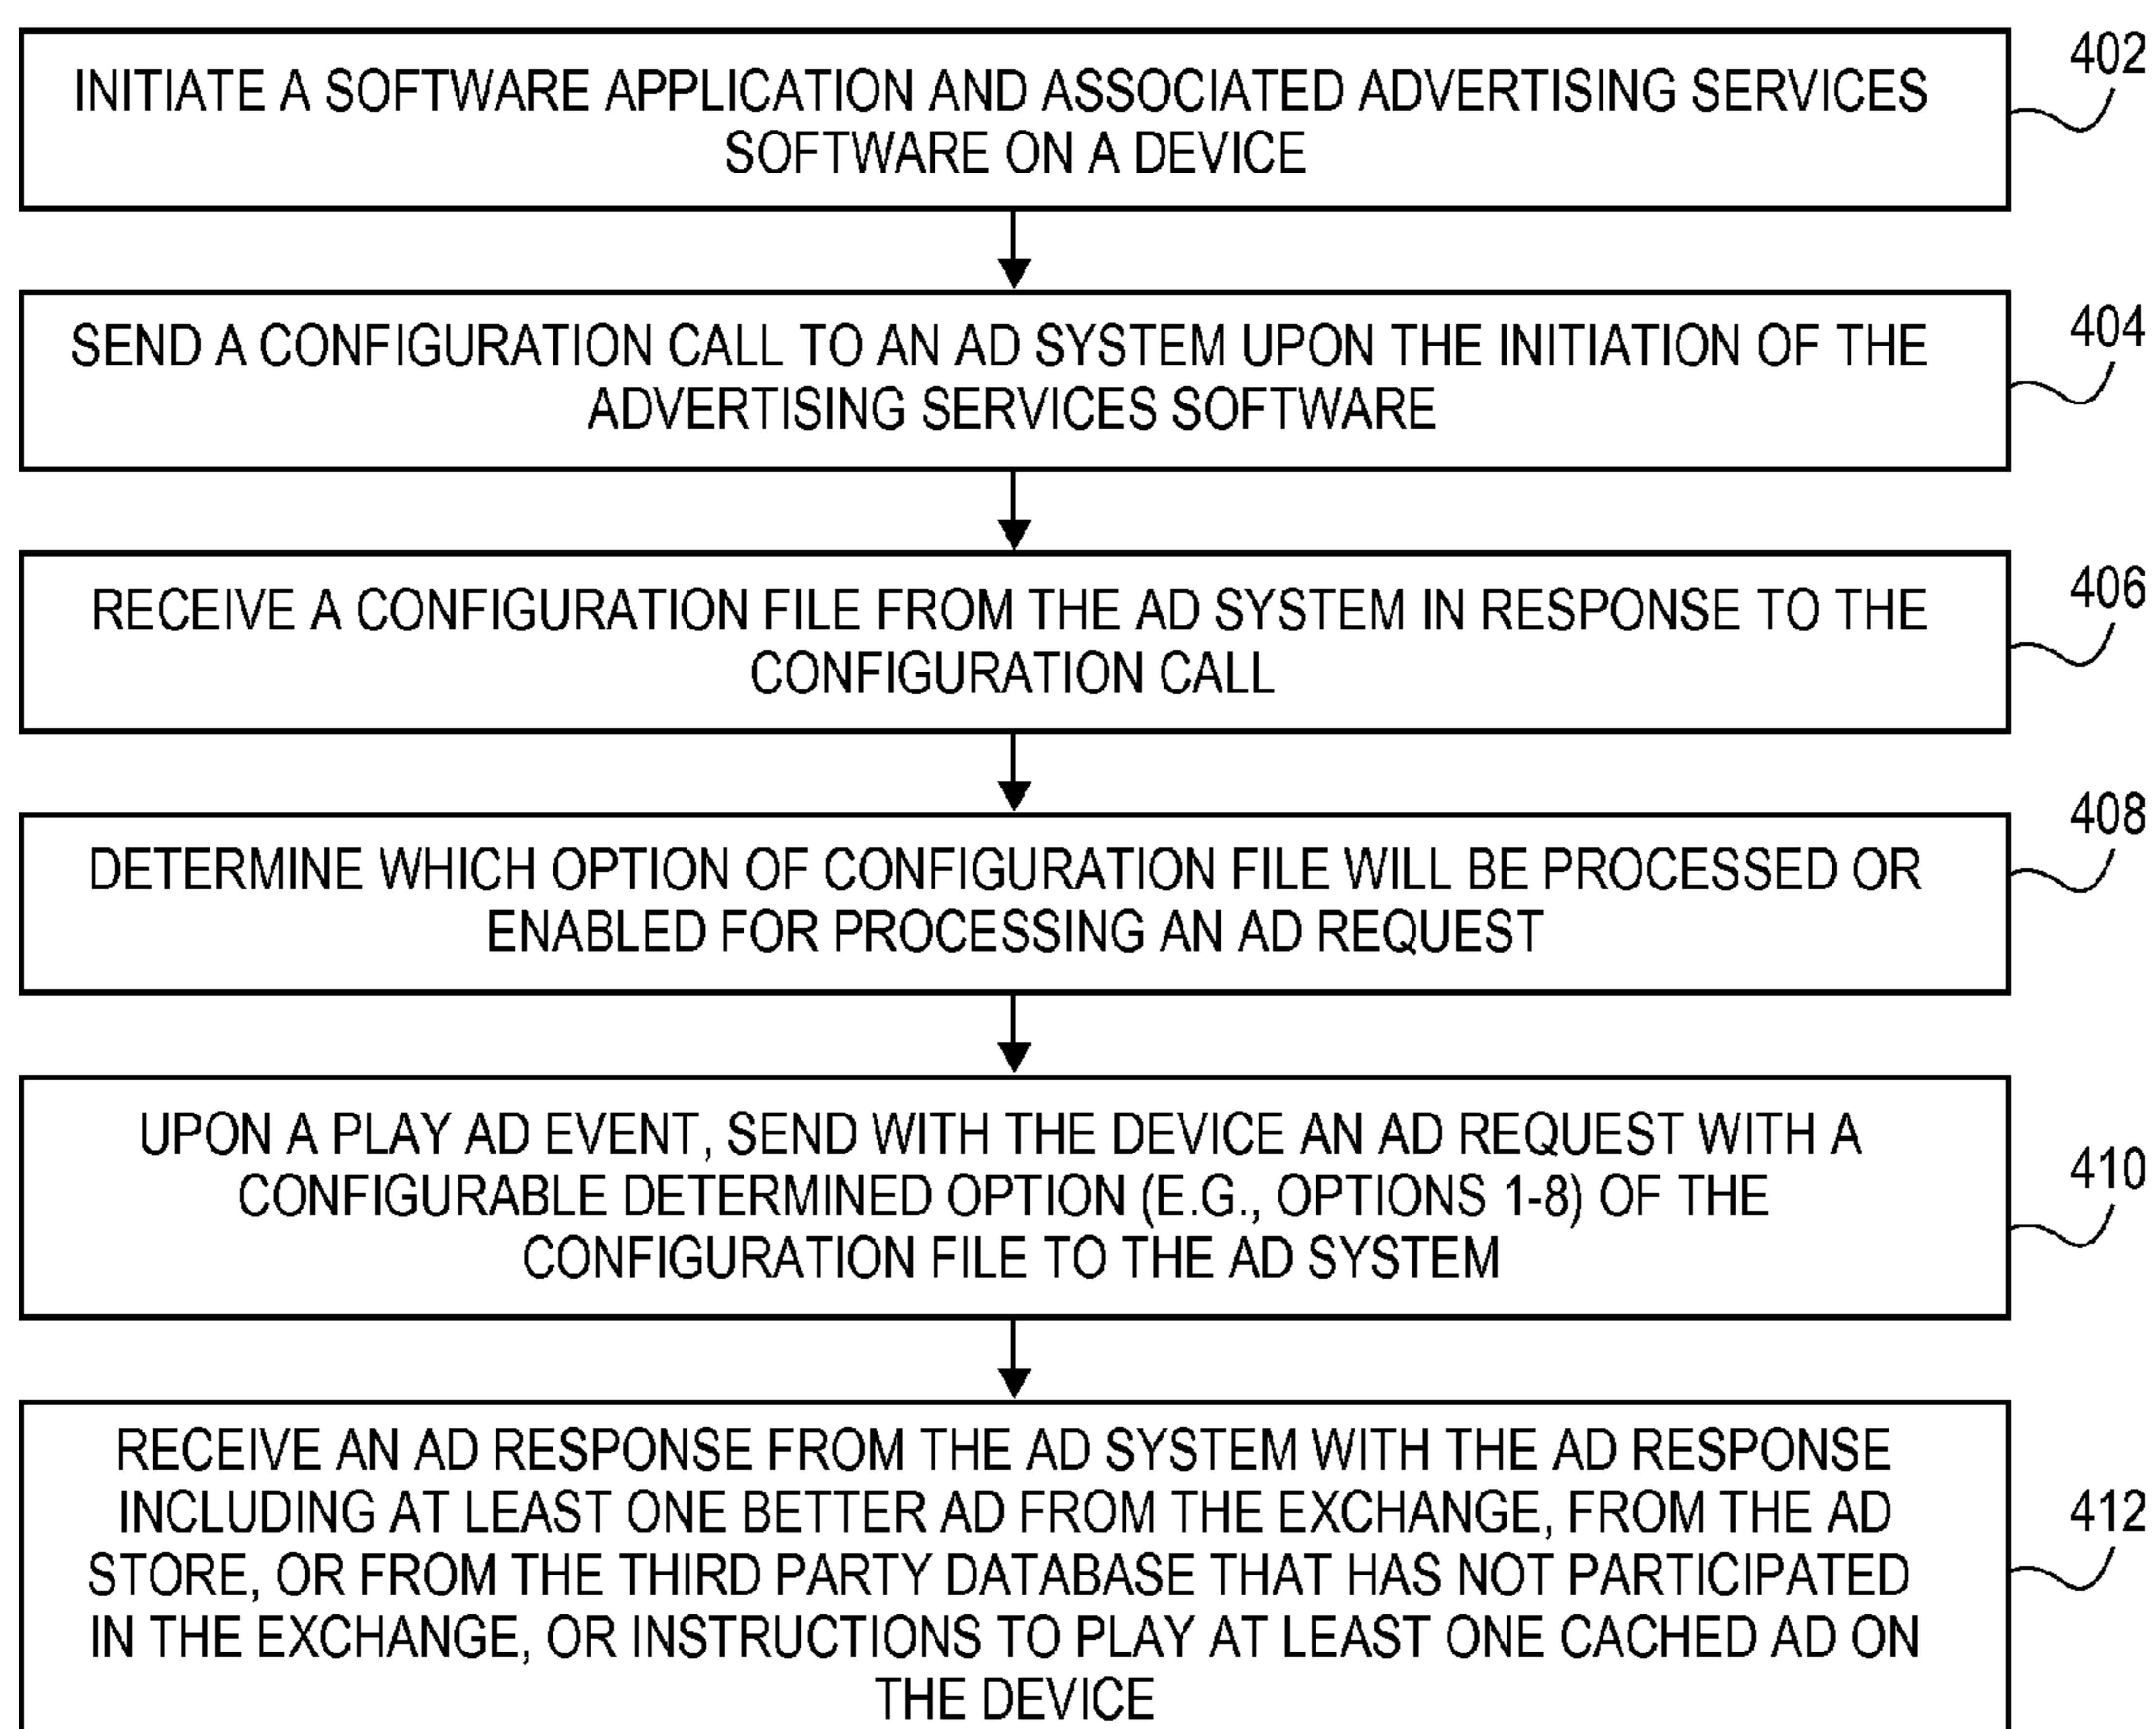 INITIATE A SOFTWARE APPLICATION AND ASSOCIATED ADVERTISING SERVICES
SOFTWARE ON A DEVICE
402
SEND A CONFIGURATION CALL TO AN AD SYSTEM UPON THE INITIATION OF THE
ADVERTISING SERVICES SOFTWARE
404
RECEIVE A CONFIGURATION FILE FROM THE AD SYSTEM IN RESPONSE TO THE
CONFIGURATION CALL
406
DETERMINE WHICH OPTION OF CONFIGURATION FILE WILL BE PROCESSED OR
ENABLED FOR PROCESSING AN AD REQUEST
408
UPON A PLAY AD EVENT, SEND WITH THE DEVICE AN AD REQUEST WITH A
CONFIGURABLE DETERMINED OPTION (E.G., OPTIONS 1-8) OF THE
CONFIGURATION FILE TO THE AD SYSTEM
410
RECEIVE AN AD RESPONSE FROM THE AD SYSTEM WITH THE AD RESPONSE
INCLUDING AT LEAST ONE BETTER AD FROM THE EXCHANGE, FROM THE AD
STORE, OR FROM THE THIRD PARTY DATABASE THAT HAS NOT PARTICIPATED
IN THE EXCHANGE, OR INSTRUCTIONS TO PLAY AT LEAST ONE CACHED AD ON
THE DEVICE
412